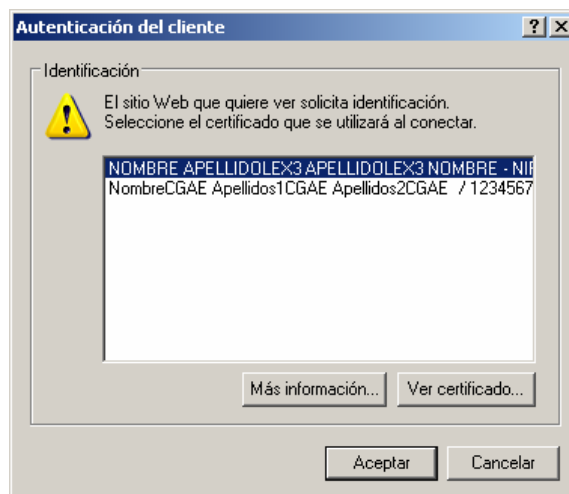 Autenticación del cliente
Identificación
El sitio Web que quiere ver solicita identificación.
Seleccione el certificado que se utilizará al conectar.
NOMBRE APELLIDOLEX3 APELLIDOLEX3 NOMBRE - NIF
NombreCGAE Apellidos1CGAE Apellidos2CGAE / 1234567
Más información... Ver certificado...
Aceptar Cancelar